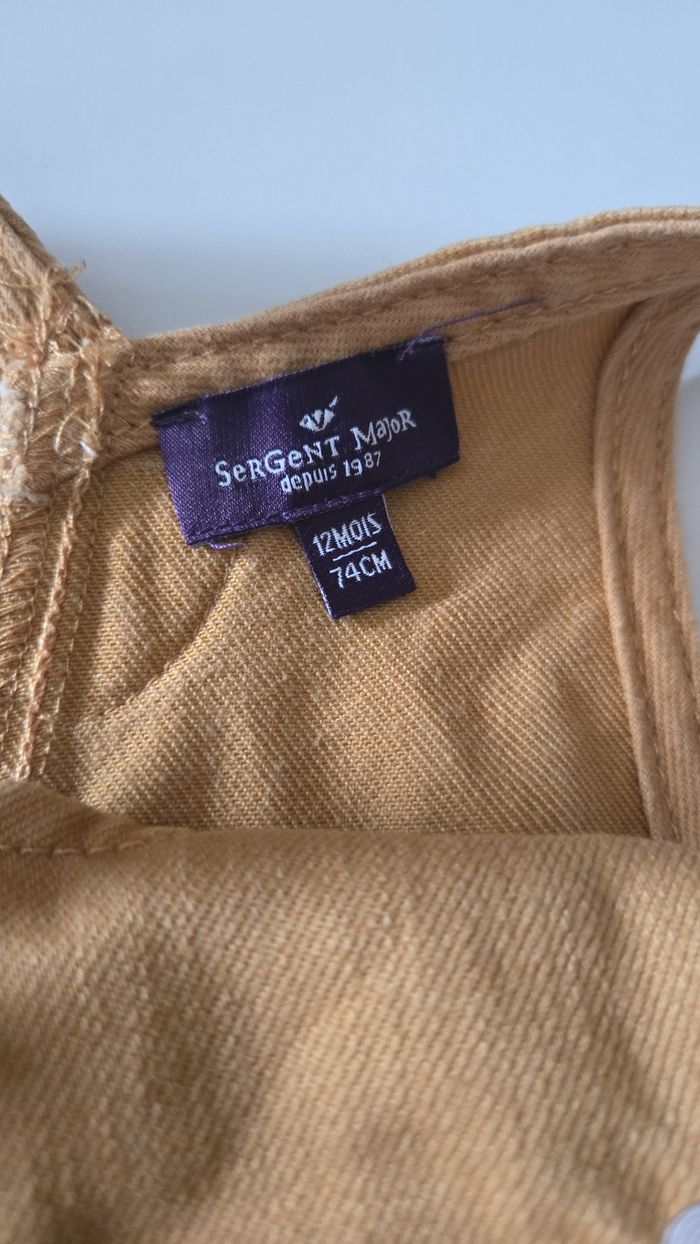 SERGENT MAJOR
depuis 1987
12MOIS
74CM